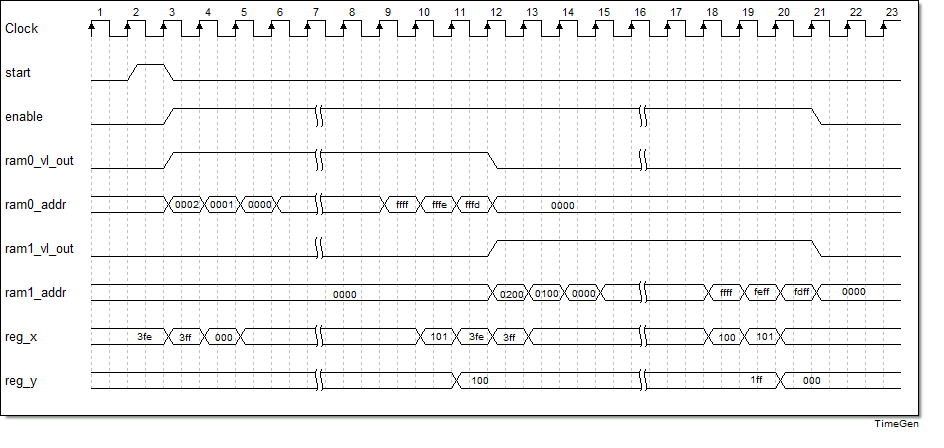 1 2 3 4 5 6 7 8 9 10 11 12 13 14 15 16 17 18 19 20 21 22 23
Clock
start
enable
ram0_vl_out
ram0_addr 0002 0001 0000 ffff fffe fffd 0000
ram1_vl_out
ram1_addr 0000 0200 0100 0000 ffff feff fdff 0000
reg_x 3fe 3ff 000 101 3fe 3ff 100 101
reg_y 100 1ff 000
TimeGen